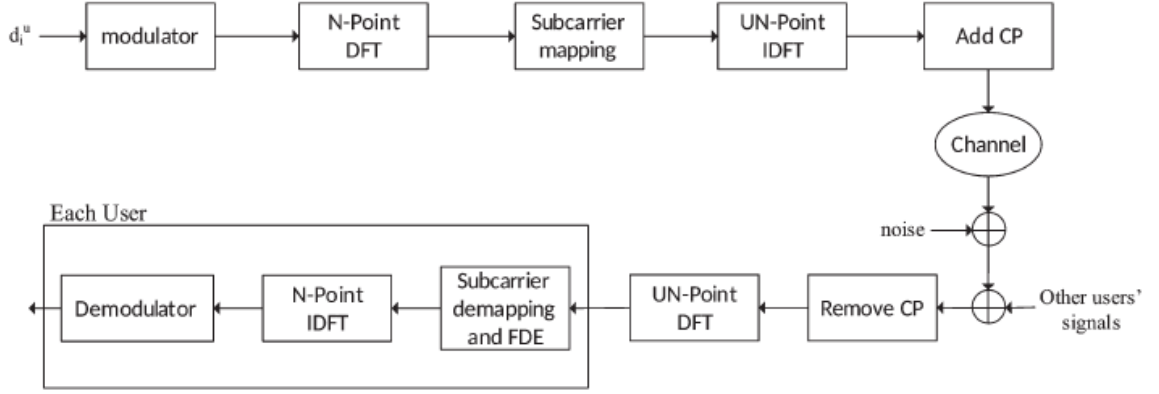 dᵢᵘ
modulator
N-Point
DFT
Subcarrier
mapping
UN-Point
IDFT
Add CP
Channel
noise
Other users’
signals
Remove CP
UN-Point
DFT
Each User
Subcarrier
demapping
and FDE
N-Point
IDFT
Demodulator